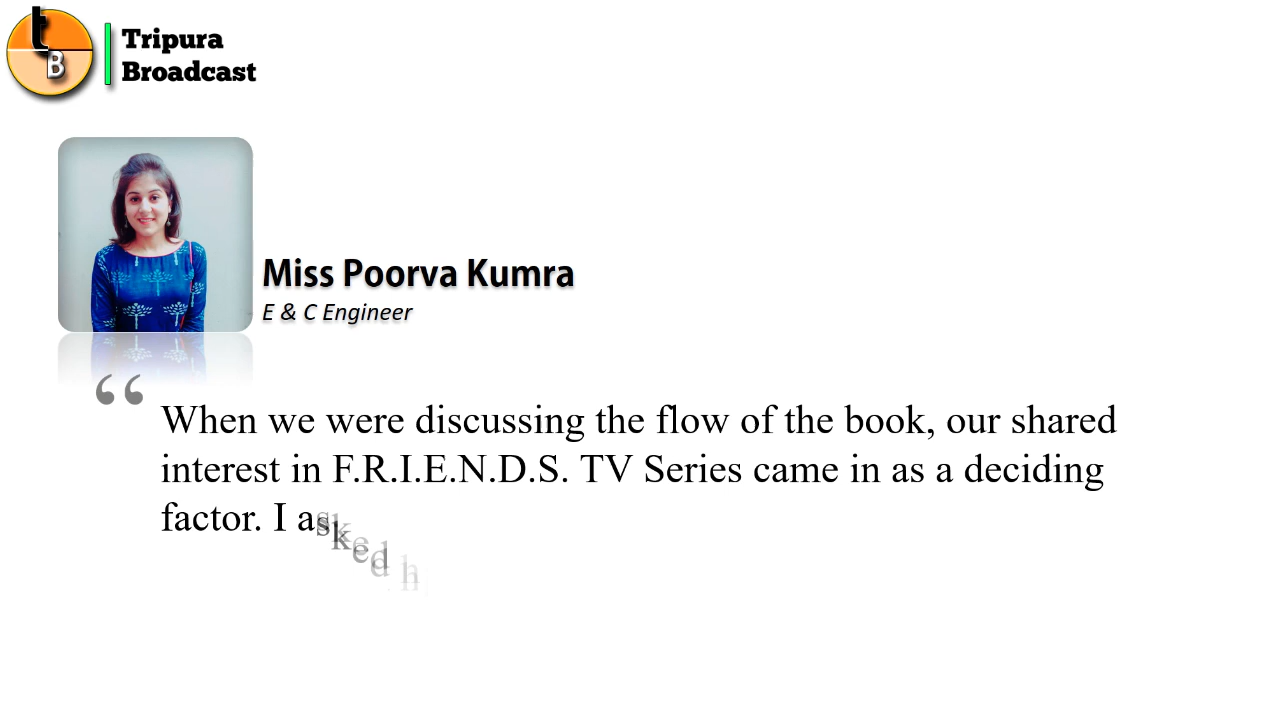 t
B
Tripura
Broadcast
Miss Poorva Kumra
E & C Engineer
“
When we were discussing the flow of the book, our shared
interest in F.R.I.E.N.D.S. TV Series came in as a deciding
factor. I asked